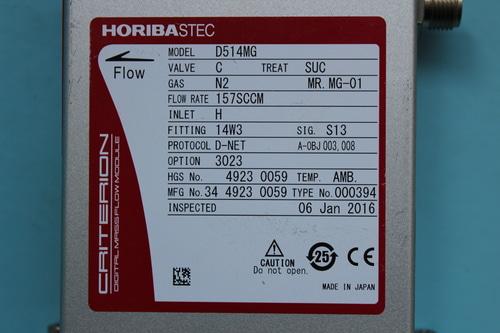 HORIBASTEC
Flow
MODEL D514MG
VALVE C TREAT SUC
GAS N2 MR.MG-01
FLOW RATE 157SCCM
INLET H
FITTING 14W3 SIG. S13
PROTOCOL D-NET A-OBJ 003,008
OPTION 3023
HGS No. 4923 0059 TEMP. AMB.
MFG No. 34 4923 0059 TYPE No. 000394
INSPECTED 06 Jan 2016
CRITERION
DIGITAL MASS FLOW MODULE
CAUTION
Do not open.
25
CE
MADE IN JAPAN